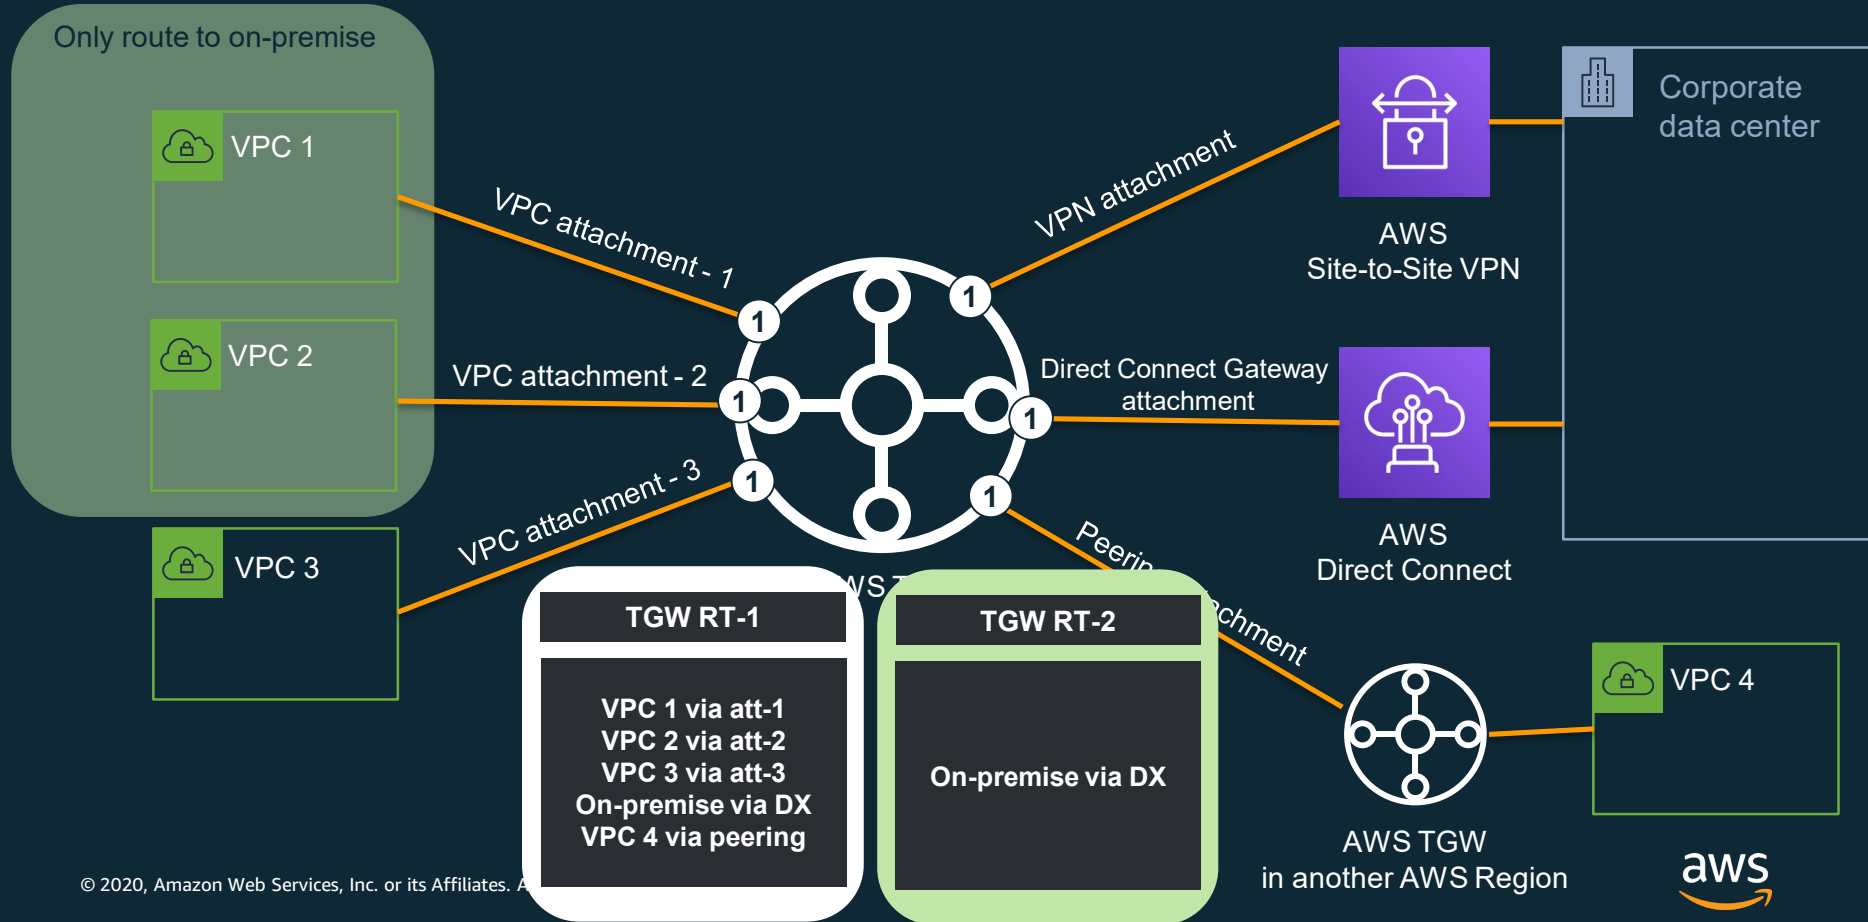 Only route to on-premise
VPC 1
VPC 2
VPC 3
VPC attachment - 1
VPC attachment - 2
VPC attachment - 3
1
1
1
1
1
1
VPN attachment
Direct Connect Gateway
attachment
AWS
Site-to-Site VPN
AWS
Direct Connect
Corporate
data center
TGW RT-1
VPC 1 via att-1
VPC 2 via att-2
VPC 3 via att-3
On-premise via DX
VPC 4 via peering
TGW RT-2
On-premise via DX
VPC 4
AWS TGW
in another AWS Region
© 2020, Amazon Web Services, Inc. or its Affiliates.
aws